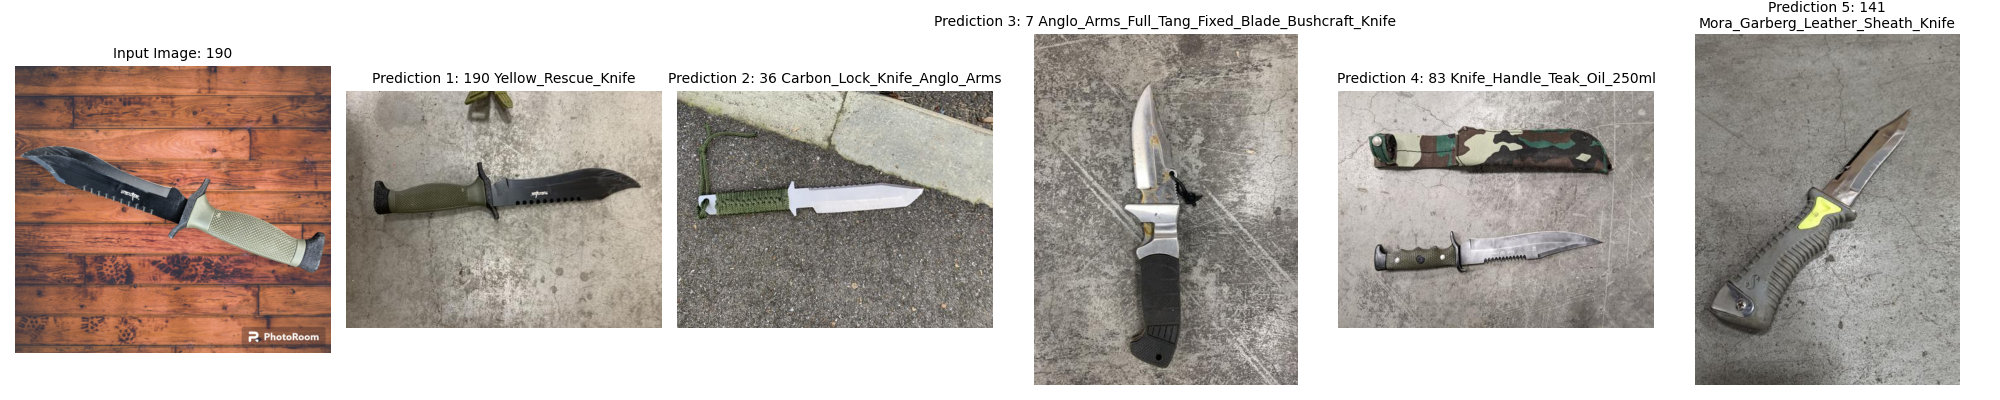 Input Image: 190
Prediction 1: 190 Yellow_Rescue_Knife
Prediction 2: 36 Carbon_Lock_Knife_Anglo_Arms
Prediction 3: 7 Anglo_Arms_Full_Tang_Fixed_Blade_Bushcraft_Knife
Prediction 4: 83 Knife_Handle_Teak_Oil_250ml
Prediction 5: 141
Mora_Garberg_Leather_Sheath_Knife
PhotoRoom